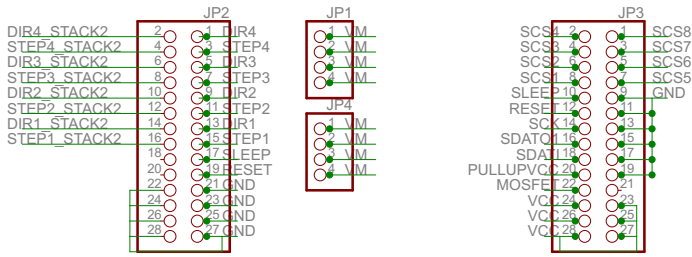 JP2
DIR4_STACK2 2 1 DIR4
STEP4_STACK2 4 3 STEP4
DIR3_STACK2 6 5 DIR3
STEP3_STACK2 8 7 STEP3
DIR2_STACK2 10 9 DIR2
STEP2_STACK2 12 11 STEP2
DIR1_STACK2 14 13 DIR1
STEP1_STACK2 16 15 STEP1
18 17 SLEEP
20 19 RESET
22 21 GND
24 23 GND
26 25 GND
28 27 GND
JP1
1 VM
2 VM
3 VM
4 VM
JP4
1 VM
2 VM
3 VM
4 VM
JP3
SCS4 2 1 SCS8
SCS3 4 3 SCS7
SCS2 6 5 SCS6
SCS1 8 7 SCS5
SLEEP 10 9 GND
RESET 12 11
SCK 14 13
SDATO1 16 15
SDATI 18 17
PULLUPVCC 20 19
MOSFET 22 21
VCC 24 23
VCC 26 25
VCC 28 27